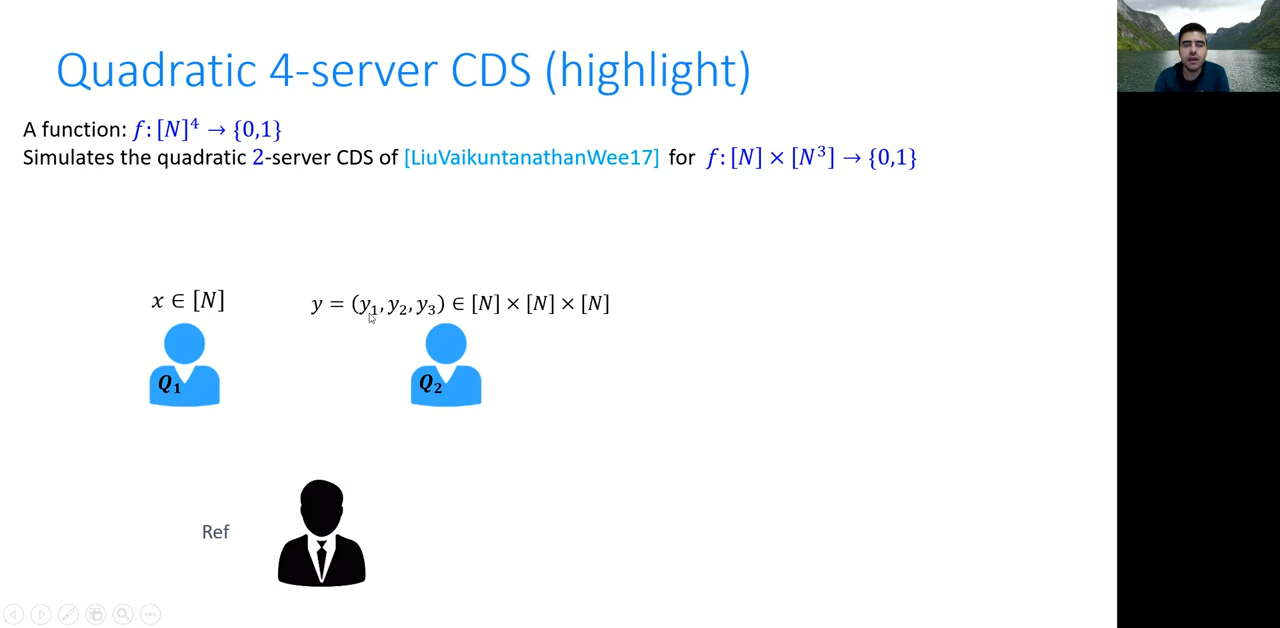 Quadratic 4-server CDS (highlight)
A function: f:[N]⁴ → {0,1}
Simulates the quadratic 2-server CDS of [LiuVaikuntanathanWee17] for f:[N] × [N³] → {0,1}
x ∈ [N]
y = (y₁, y₂, y₃) ∈ [N] × [N] × [N]
Q₁
Q₂
Ref